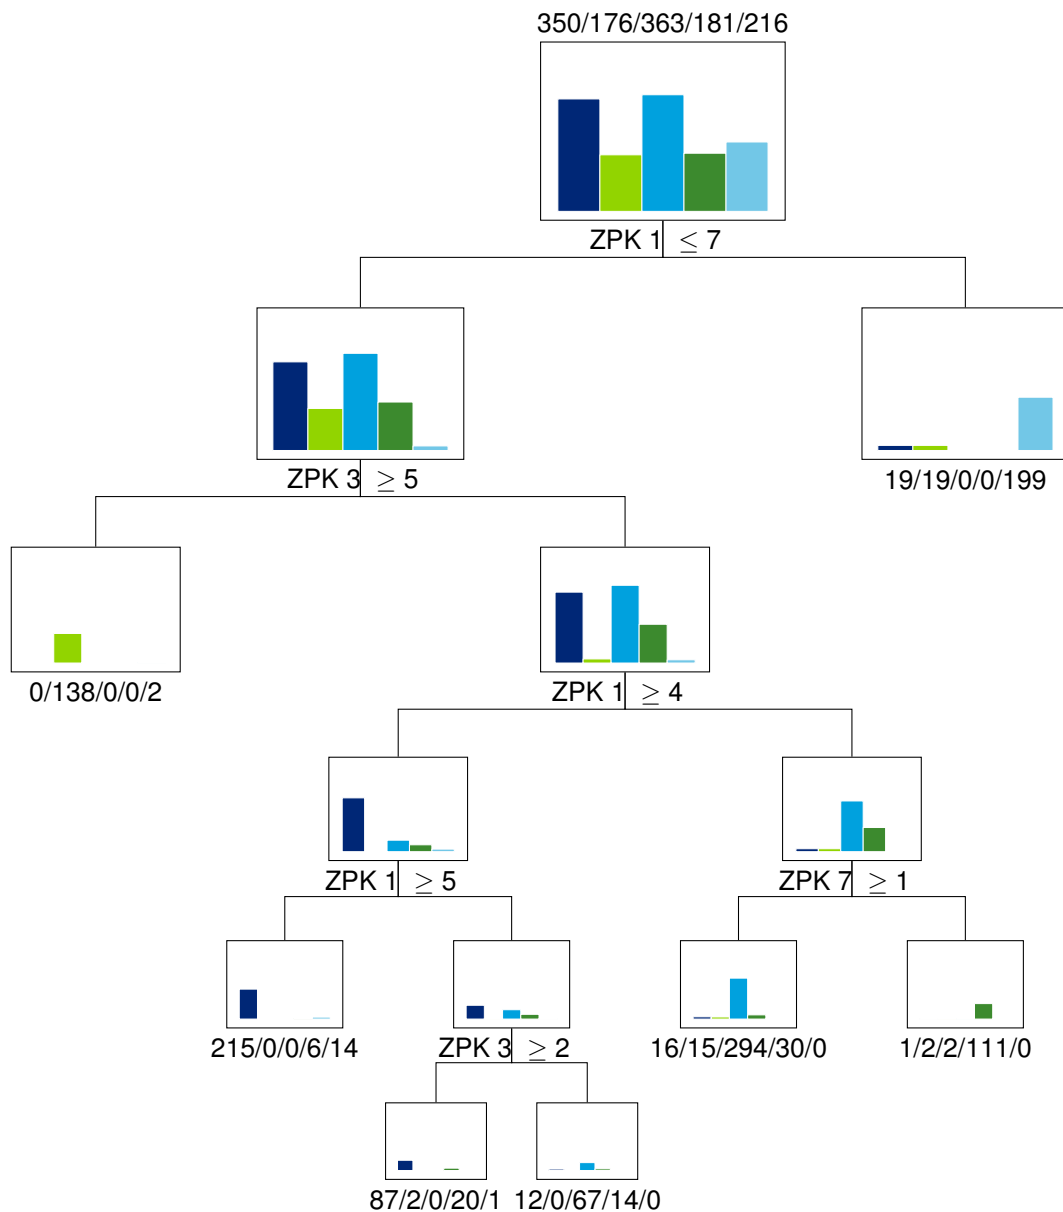 350/176/363/181/216
ZPK 1 ≤ 7
ZPK 3 ≥ 5
19/19/0/0/199
0/138/0/0/2
ZPK 1 ≥ 4
ZPK 1 ≥ 5
ZPK 7 ≥ 1
215/0/0/6/14
ZPK 3 ≥ 2
16/15/294/30/0
1/2/2/111/0
87/2/0/20/1
12/0/67/14/0